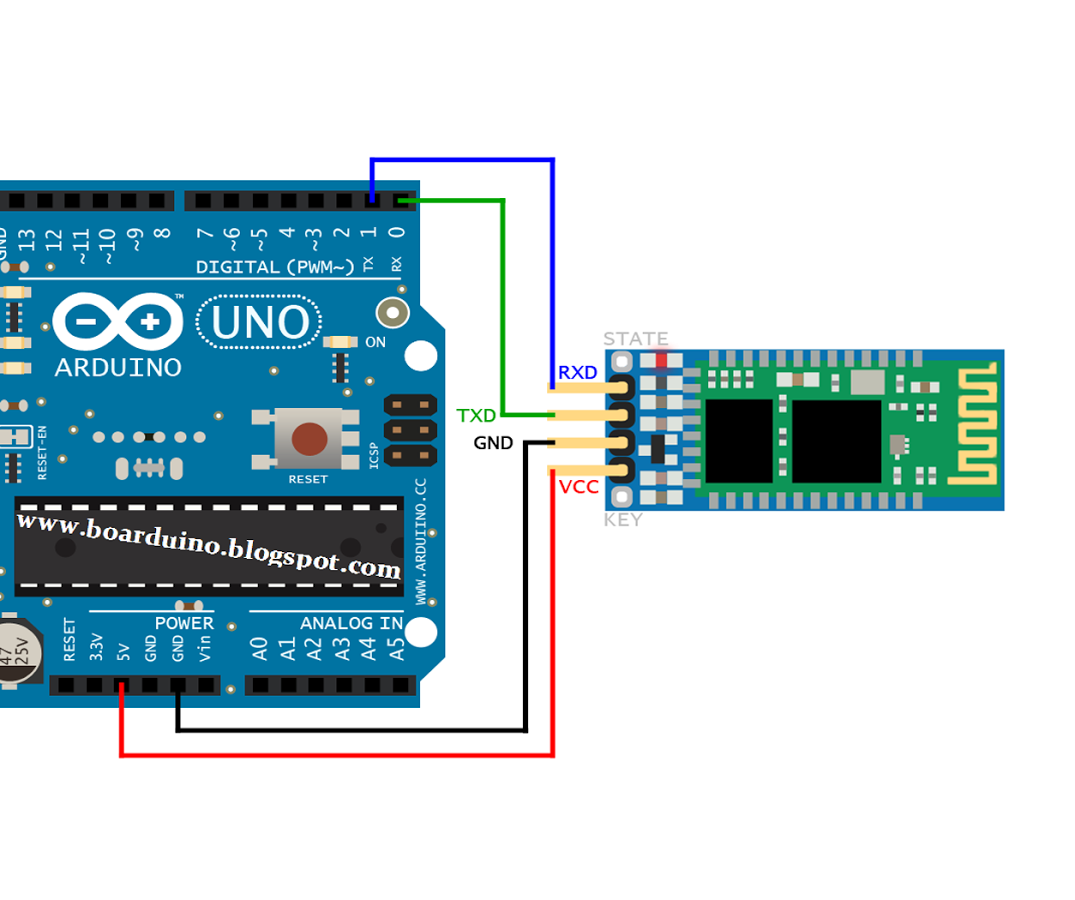 GND
13
12
~11
~10
~9
8
7
~6
~5
4
~3
2
1
0
DIGITAL (PWM~)
TX
RX
™
UNO
ARDUINO
ON
STATE
RXD
TXD
GND
VCC
KEY
RESET-EN
ICSP
RESET
www.boarduino.blogspot.com
WWW.ARDUIINO.CC
POWER
ANALOG IN
47
25V
RESET
3.3V
5V
GND
GND
Vin
A0
A1
A2
A3
A4
A5